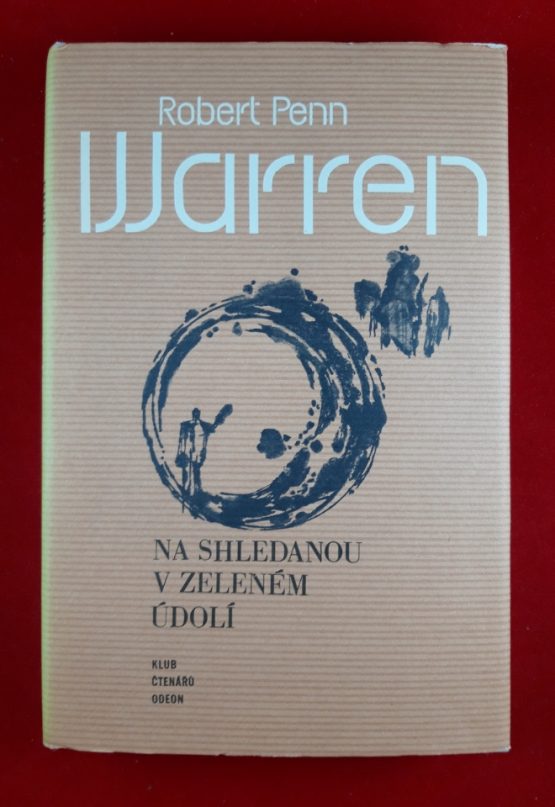 Robert Penn
Warren
NA SHLEDANOU
V ZELENÉM
ÚDOLÍ
KLUB
ČTENÁŘŮ
ODEON